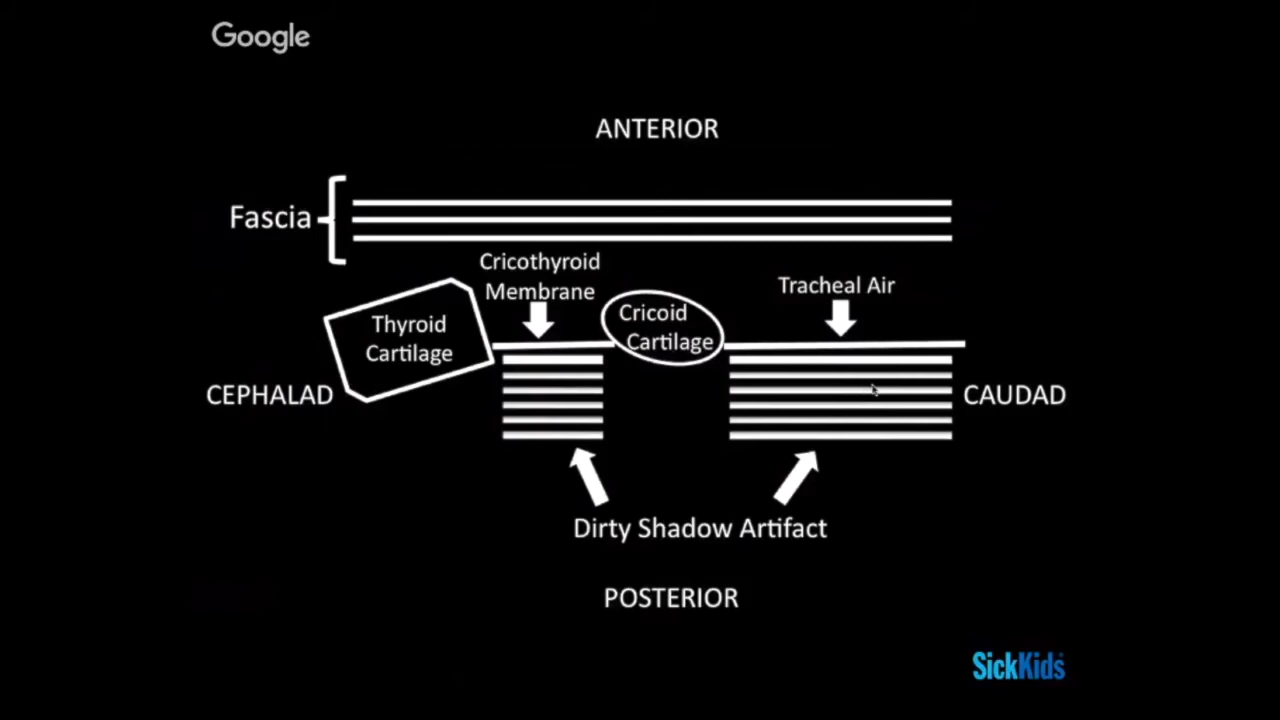 Google
ANTERIOR
Fascia
Cricothyroid
Membrane
Tracheal Air
Thyroid
Cartilage
Cricoid
Cartilage
CEPHALAD
CAUDAD
Dirty Shadow Artifact
POSTERIOR
SickKids